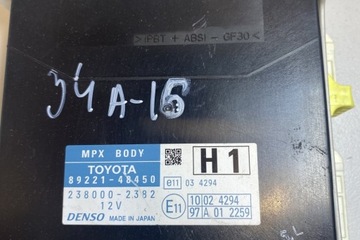 >(PBT + ABS)-GF30<
34 A-16
MPX BODY
TOYOTA
89221-48450
238000-2382
12V
DENSO MADE IN JAPAN
H1
e11 03 4294
E11 10 02 4294
97 A 01 2259